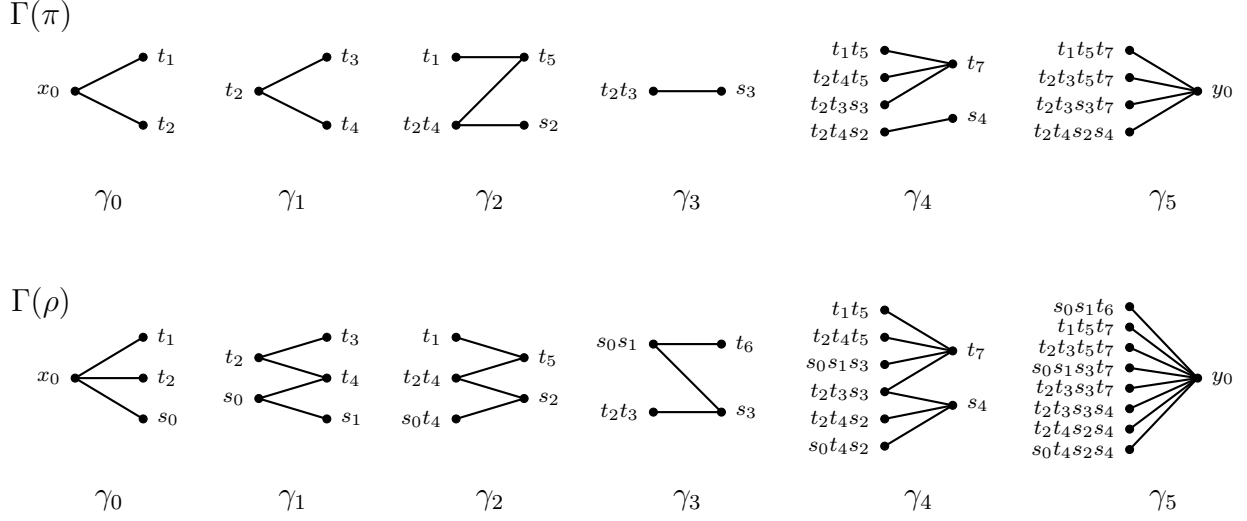 Γ(π)
x₀ t₁ t₂
t₂ t₃ t₄
t₁ t₂t₄ t₅ s₂
t₂t₃ s₃
t₁t₅ t₂t₄t₅ t₂t₃s₃ t₂t₄s₂ t₇ s₄
t₁t₅t₇ t₂t₃t₅t₇ t₂t₃s₃t₇ t₂t₄s₂s₄ y₀
γ₀ γ₁ γ₂ γ₃ γ₄ γ₅
Γ(ρ)
x₀ t₁ t₂ s₀
t₂ s₀ t₃ t₄ s₁
t₁ t₂t₄ s₀t₄ t₅ s₂
s₀s₁ t₂t₃ t₆ s₃
t₁t₅ t₂t₄t₅ s₀s₁s₃ t₂t₃s₃ t₂t₄s₂ s₀t₄s₂ t₇ s₄
s₀s₁t₆ t₁t₅t₇ t₂t₃t₅t₇ s₀s₁s₃t₇ t₂t₃s₃t₇ t₂t₃s₃s₄ t₂t₄s₂s₄ s₀t₄s₂s₄ y₀
γ₀ γ₁ γ₂ γ₃ γ₄ γ₅